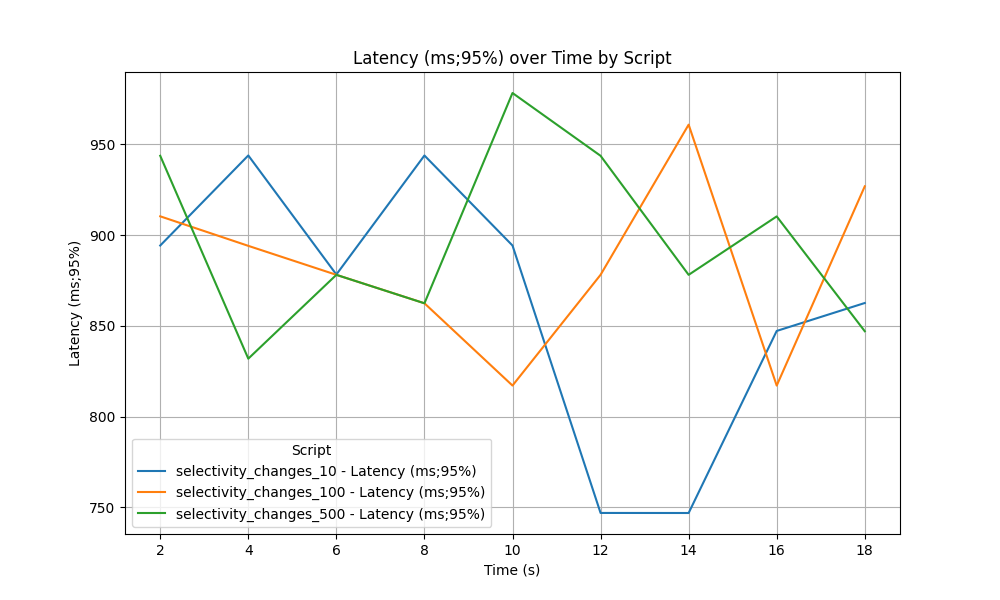 Latency (ms;95%) over Time by Script
Latency (ms;95%)
950
900
850
800
750
Script
selectivity_changes_10 - Latency (ms;95%)
selectivity_changes_100 - Latency (ms;95%)
selectivity_changes_500 - Latency (ms;95%)
2 4 6 8 10 12 14 16 18
Time (s)